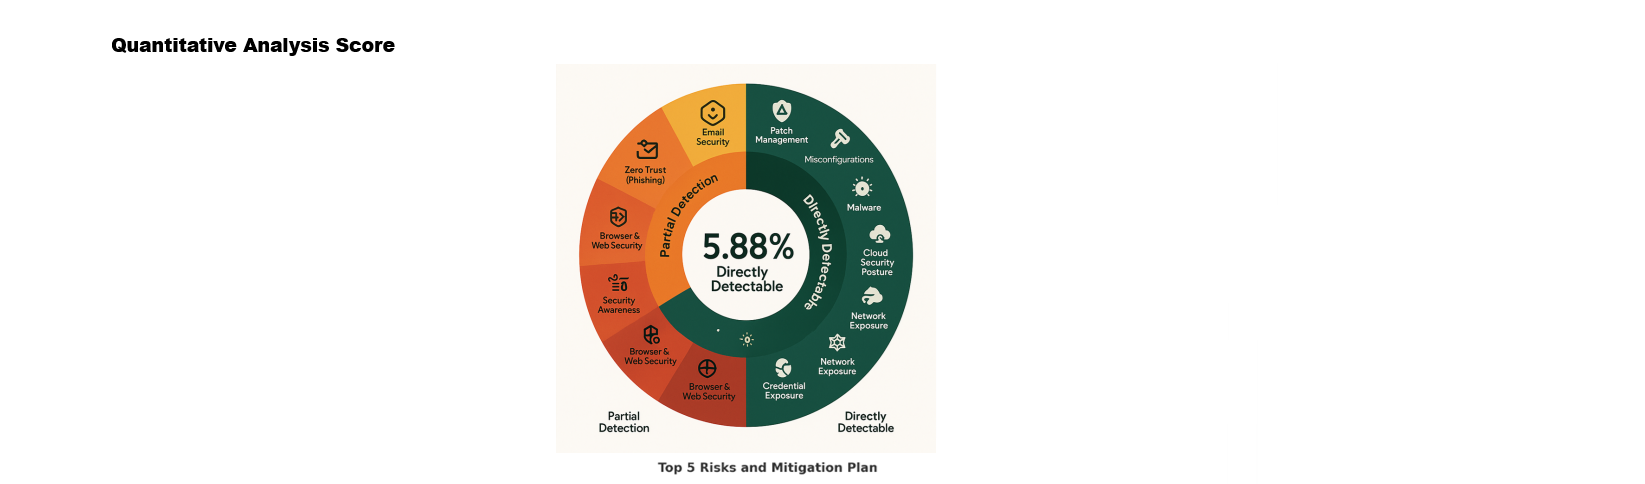 Quantitative Analysis Score
Email
Security
Patch
Management
Misconfigurations
Zero Trust
(Phishing)
Malware
Browser &
Web Security
Cloud
Security
Posture
Security
Awareness
Network
Exposure
Browser &
Web Security
Network
Exposure
Browser &
Web Security
Credential
Exposure
Partial Detection
Directly Detectable
5.88%
Directly
Detectable
Partial
Detection
Directly
Detectable
Top 5 Risks and Mitigation Plan